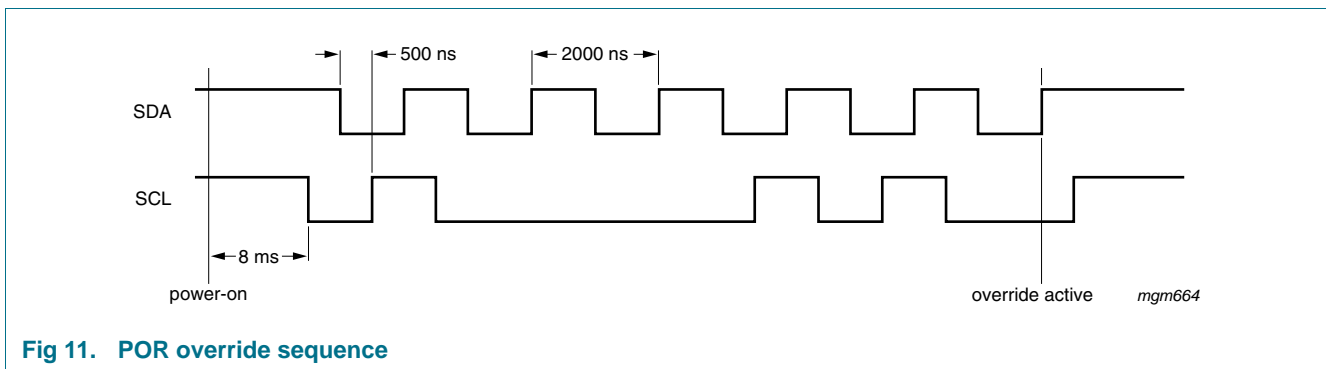 500 ns
2000 ns
SDA
SCL
8 ms
power-on
override active
mgm664
Fig 11. POR override sequence